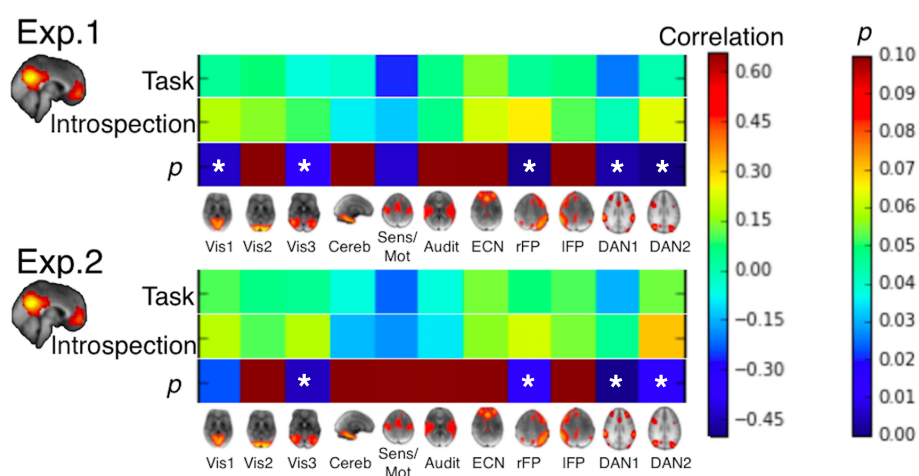 Exp.1
Correlation
p
Task
Introspection
p * * * * *
Vis1 Vis2 Vis3 Cereb Sens/
Mot Audit ECN rFP lFP DAN1 DAN2
Exp.2
Task
Introspection
p * * * *
Vis1 Vis2 Vis3 Cereb Sens/
Mot Audit ECN rFP lFP DAN1 DAN2
0.60
0.45
0.30
0.15
0.00
−0.15
−0.30
−0.45
0.10
0.09
0.08
0.07
0.06
0.05
0.04
0.03
0.02
0.01
0.00